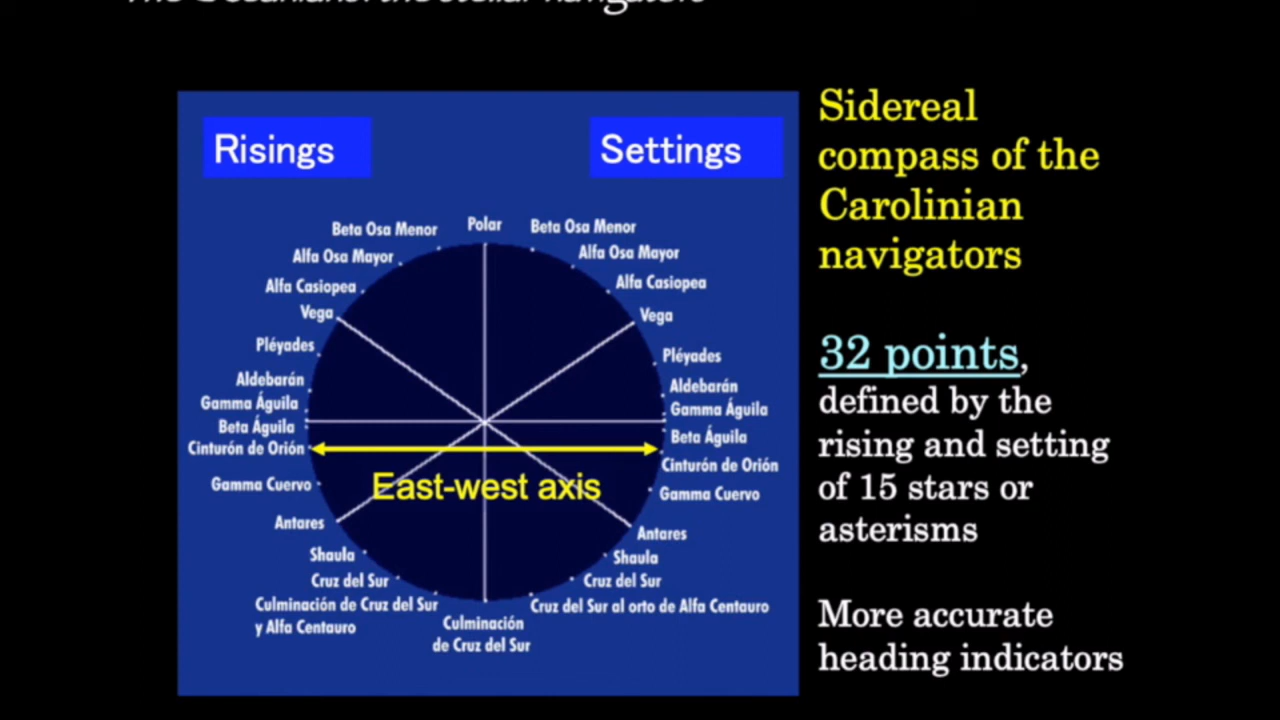 The Oceanians: the stellar navigators
Risings
Settings
Sidereal
compass of the
Carolinian
navigators
32 points,
defined by the
rising and setting
of 15 stars or
asterisms
More accurate
heading indicators
Polar
Beta Osa Menor
Alfa Osa Mayor
Alfa Casiopea
Vega
Pléyades
Aldebarán
Gamma Águila
Beta Águila
Cinturón de Orión
Gamma Cuervo
Antares
Shaula
Cruz del Sur
Culminación de Cruz del Sur
y Alfa Centauro
Beta Osa Menor
Alfa Osa Mayor
Alfa Casiopea
Vega
Pléyades
Aldebarán
Gamma Águila
Beta Águila
Cinturón de Orión
Gamma Cuervo
Antares
Shaula
Cruz del Sur
Cruz del Sur al orto de Alfa Centauro
Culminación
de Cruz del Sur
East-west axis